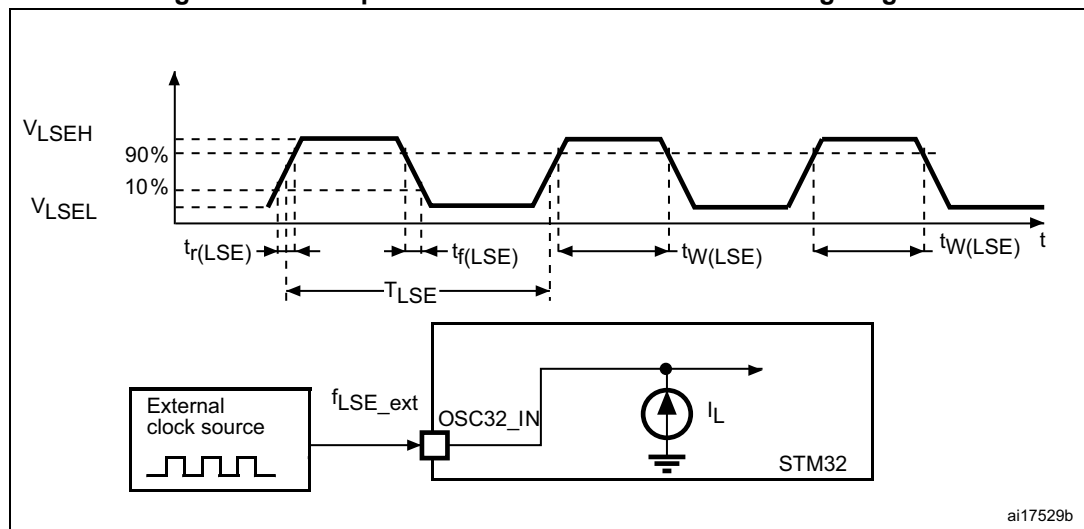 VLSEH
90%
10%
VLSEL
tr(LSE)
tf(LSE)
tW(LSE)
tW(LSE)
t
TLSE
External
clock source
fLSE_ext
OSC32_IN
IL
STM32
ai17529b